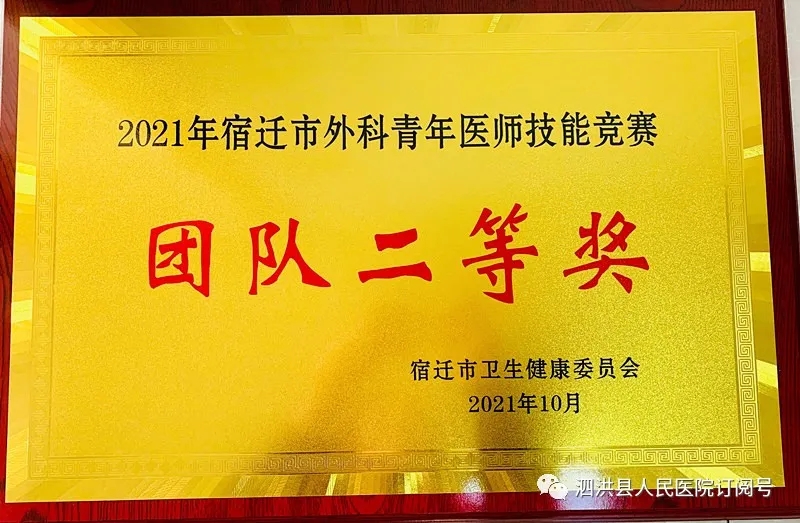 2021年宿迁市外科青年医师技能竞赛
团队二等奖
宿迁市卫生健康委员会
2021年10月
泗洪县人民医院订阅号